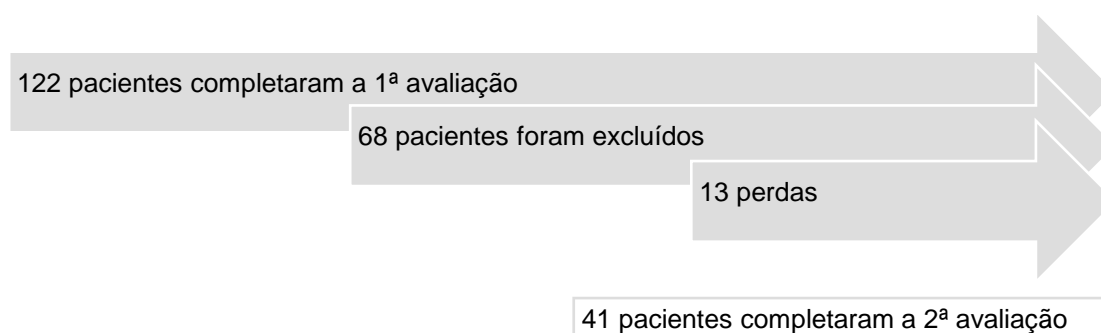 122 pacientes completaram a 1ª avaliação
68 pacientes foram excluídos
13 perdas
41 pacientes completaram a 2ª avaliação